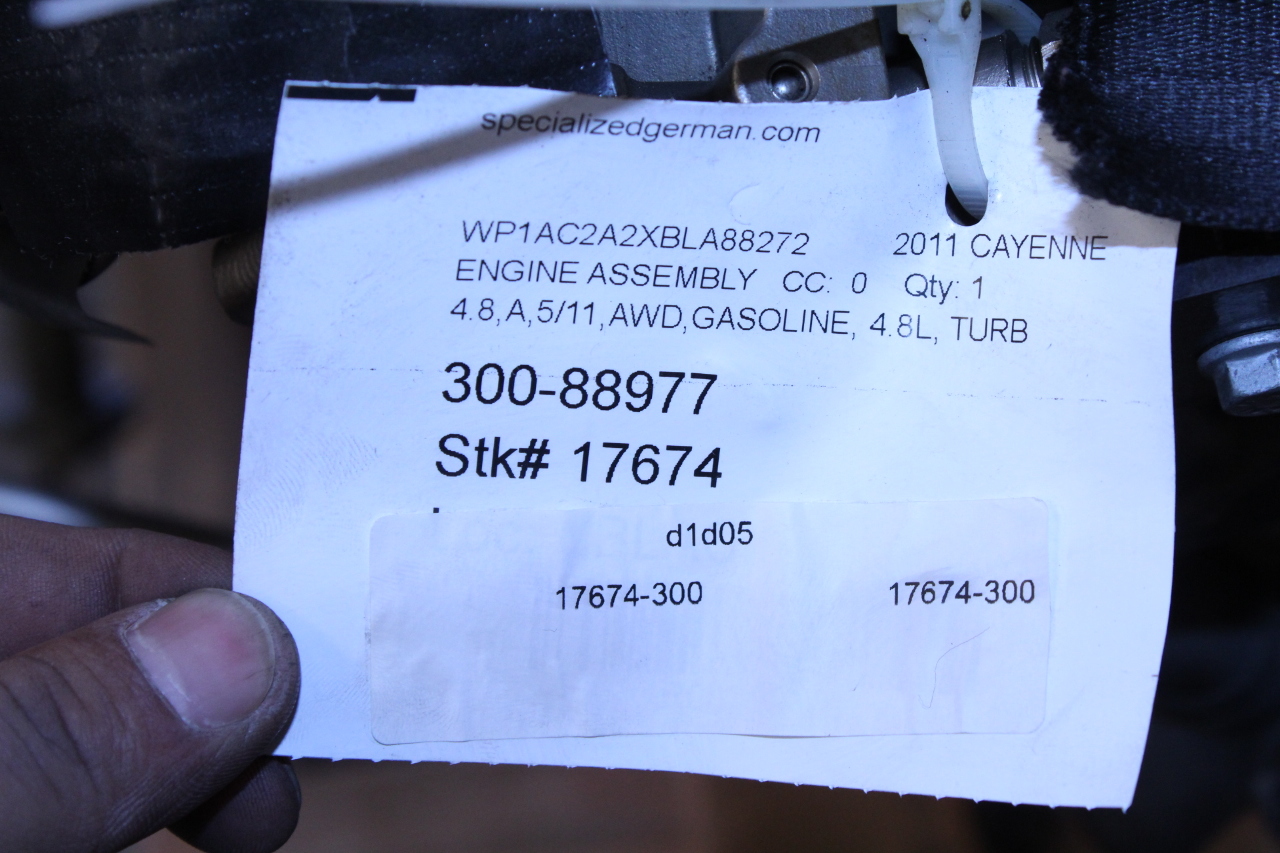 specializedgerman.com
WP1AC2A2XBLA88272 2011 CAYENNE
ENGINE ASSEMBLY CC: 0 Qty: 1
4.8,A,5/11,AWD,GASOLINE, 4.8L, TURB
300-88977
Stk# 17674
d1d05
17674-300 17674-300